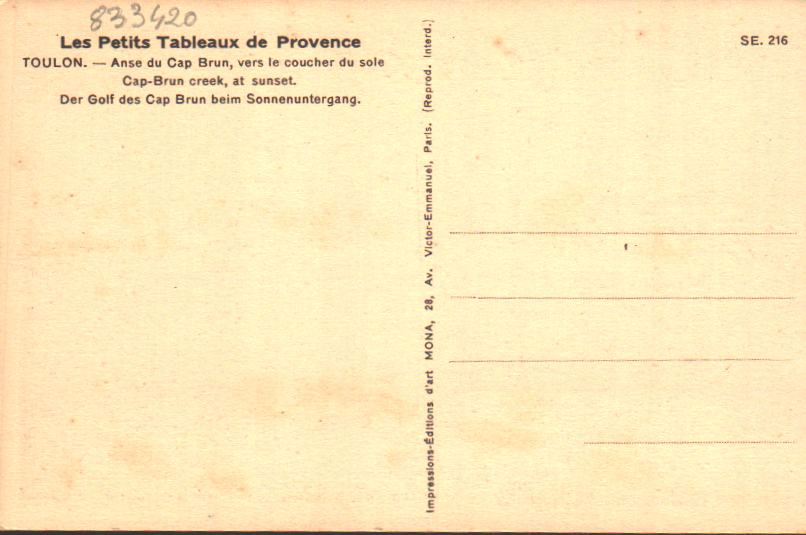 833420
Les Petits Tableaux de Provence
TOULON. — Anse du Cap Brun, vers le coucher du sole
Cap-Brun creek, at sunset.
Der Golf des Cap Brun beim Sonnenuntergang.
Impressions-Éditions d'art MONA, 28, Av. Victor-Emmanuel, Paris. (Reprod. Interd.)
SE. 216